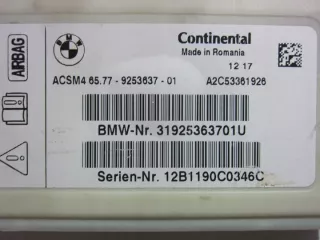 AIRBAG
BMW
Continental
Made in Romania
12 17
ACSM4 65.77 - 9253637 - 01
A2C53361926
BMW-Nr. 31925363701U
Serien-Nr. 12B1190C0346C